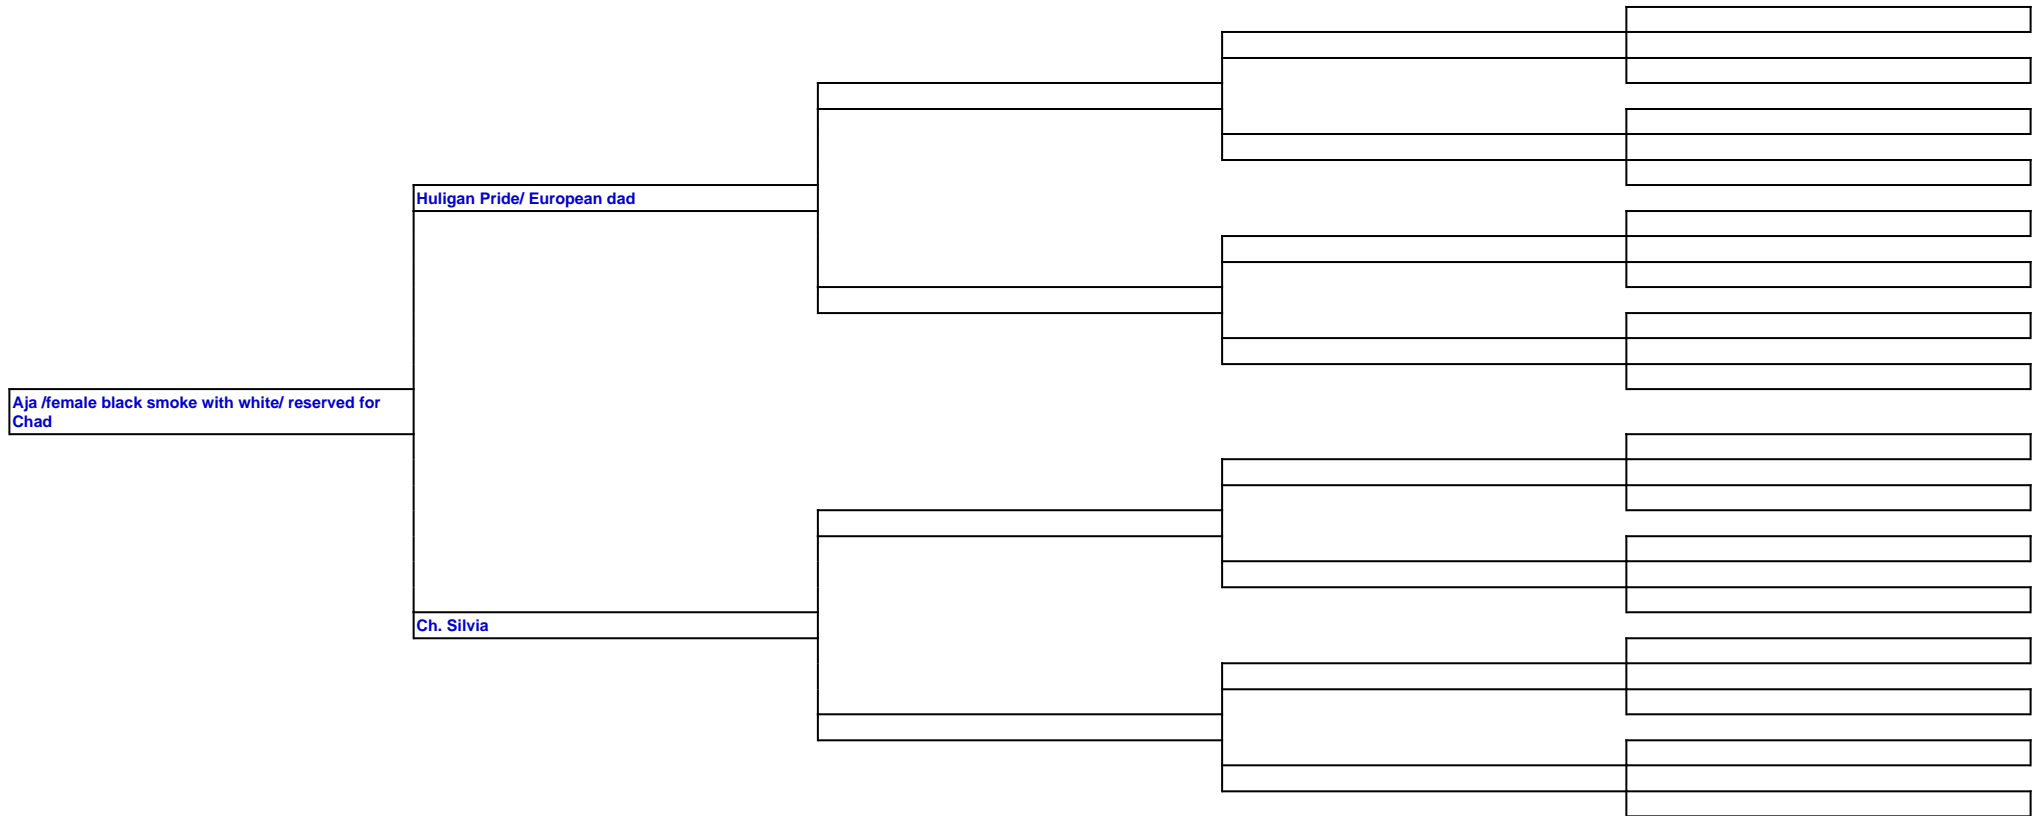 Huligan Pride/ European dad
Aja /female black smoke with white/ reserved for
Chad
Ch. Silvia